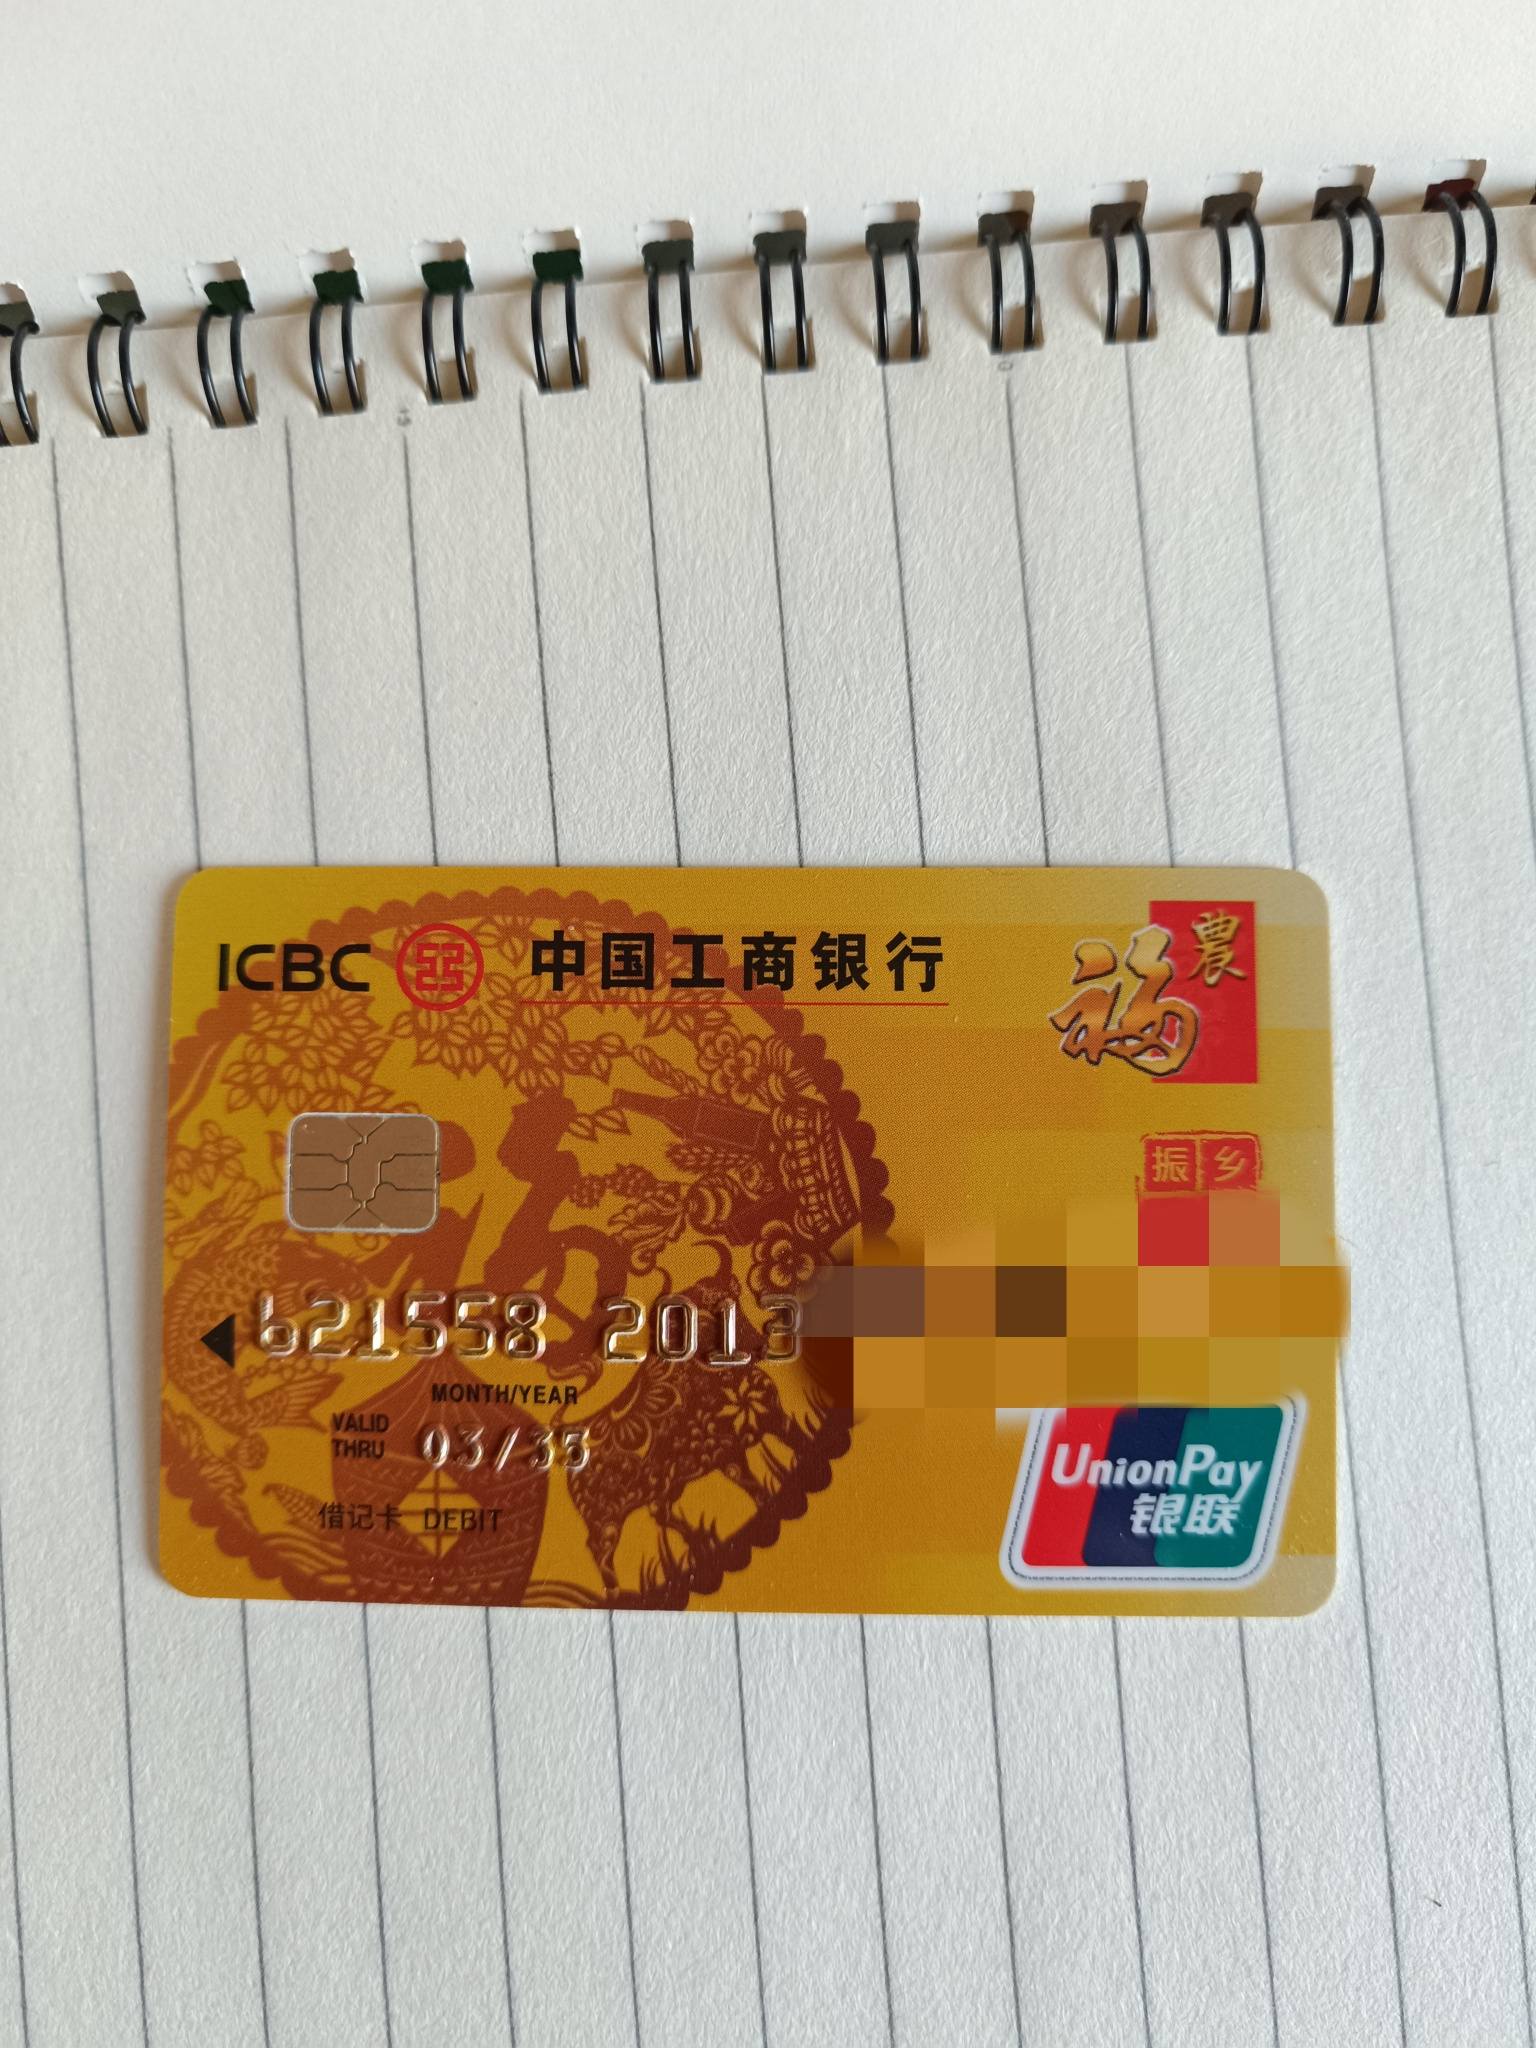 ICBC 中国工商银行
農
福
振乡
621558 2013
MONTH/YEAR
VALID THRU 03/35
借记卡 DEBIT
UnionPay
银联